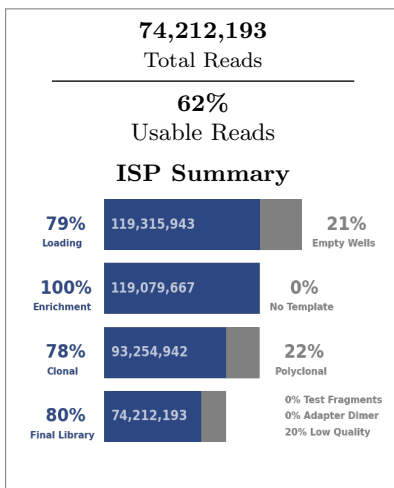 74,212,193
Total Reads
62%
Usable Reads
ISP Summary
79%
Loading
119,315,943
21%
Empty Wells
100%
Enrichment
119,079,667
0%
No Template
78%
Clonal
93,254,942
22%
Polyclonal
80%
Final Library
74,212,193
0% Test Fragments
0% Adapter Dimer
20% Low Quality